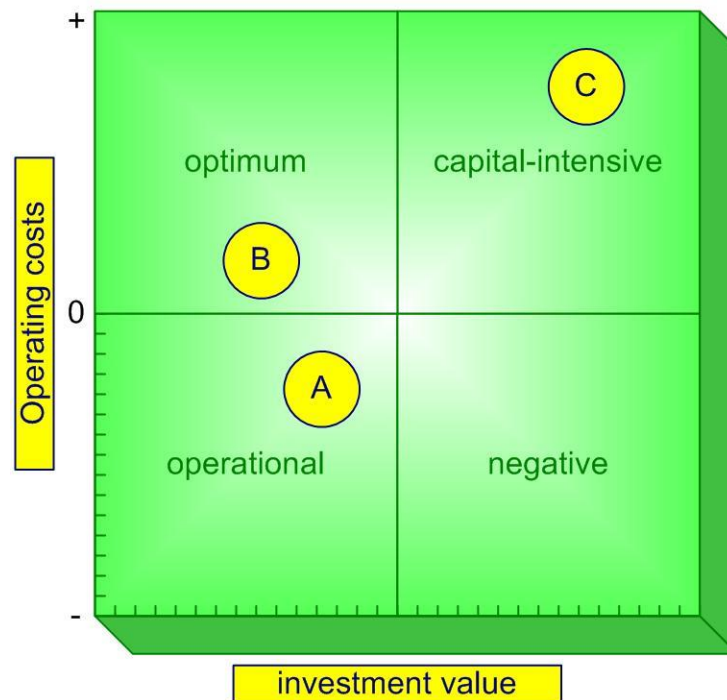 +
C
optimum
capital-intensive
B
Operating costs
0
A
operational
negative
-
investment value